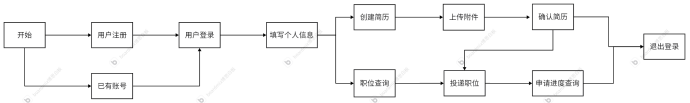 开始
用户注册
已有账号
用户登录
填写个人信息
创建简历
上传附件
确认简历
职位查询
投递职位
申请进度查询
退出登录